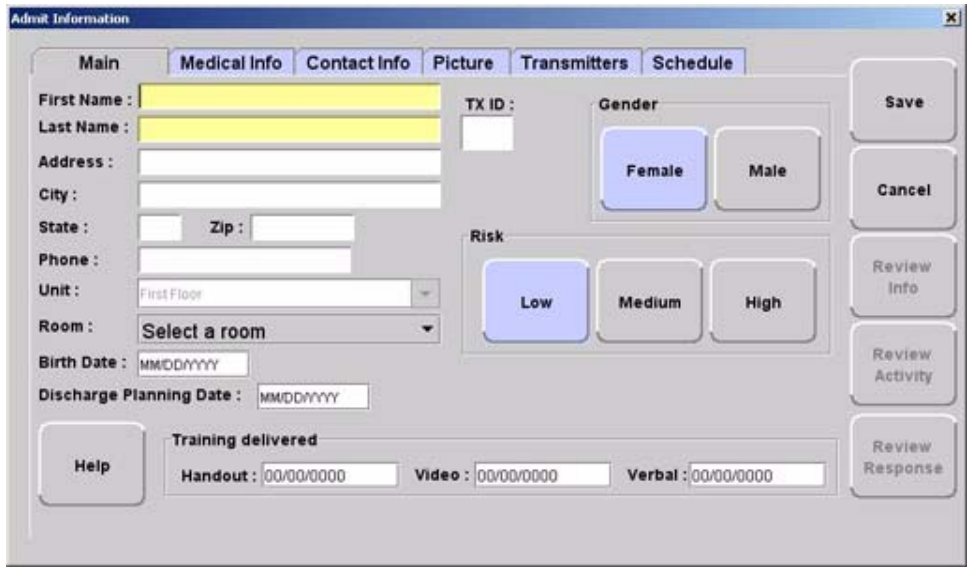 Admit Information
Main Medical Info Contact Info Picture Transmitters Schedule
First Name :
Last Name :
Address :
City :
State : Zip :
Phone :
Unit : First Floor
Room : Select a room
Birth Date : MM/DD/YYYY
Discharge Planning Date : MM/DD/YYYY
TX ID :
Gender
Female Male
Risk
Low Medium High
Help
Training delivered
Handout : 00/00/0000 Video : 00/00/0000 Verbal : 00/00/0000
Save
Cancel
Review
Info
Review
Activity
Review
Response